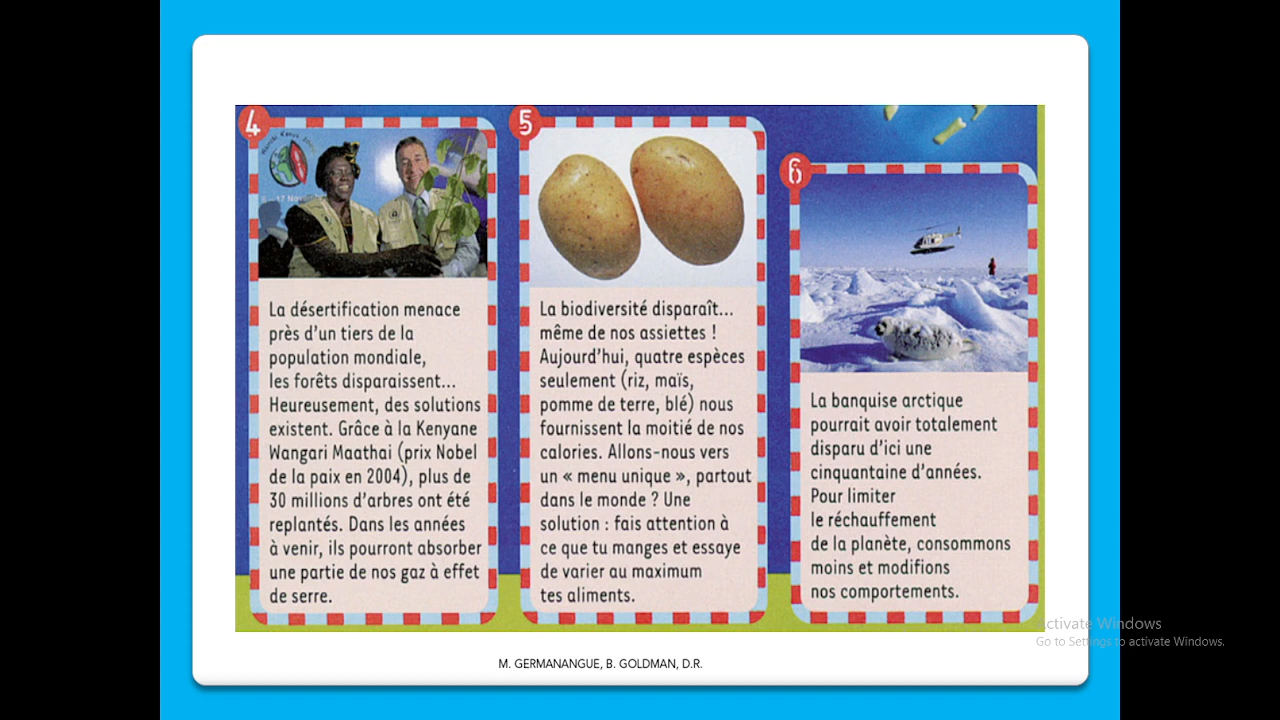 4
La désertification menace
près d'un tiers de la
population mondiale,
les forêts disparaissent...
Heureusement, des solutions
existent. Grâce à la Kenyane
Wangari Maathai (prix Nobel
de la paix en 2004), plus de
30 millions d'arbres ont été
replantés. Dans les années
à venir, ils pourront absorber
une partie de nos gaz à effet
de serre.
5
La biodiversité disparaît...
même de nos assiettes !
Aujourd'hui, quatre espèces
seulement (riz, maïs,
pomme de terre, blé) nous
fournissent la moitié de nos
calories. Allons-nous vers
un « menu unique », partout
dans le monde ? Une
solution : fais attention à
ce que tu manges et essaye
de varier au maximum
tes aliments.
6
La banquise arctique
pourrait avoir totalement
disparu d'ici une
cinquantaine d'années.
Pour limiter
le réchauffement
de la planète, consommons
moins et modifions
nos comportements.
M. GERMANANGUE, B. GOLDMAN, D.R.
Activate Windows
Go to Settings to activate Windows.